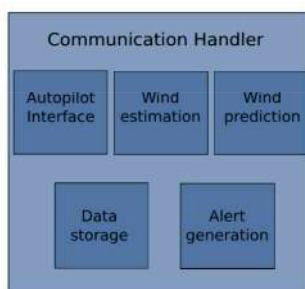 Communication Handler
Autopilot
Interface
Wind
estimation
Wind
prediction
Data
storage
Alert
generation